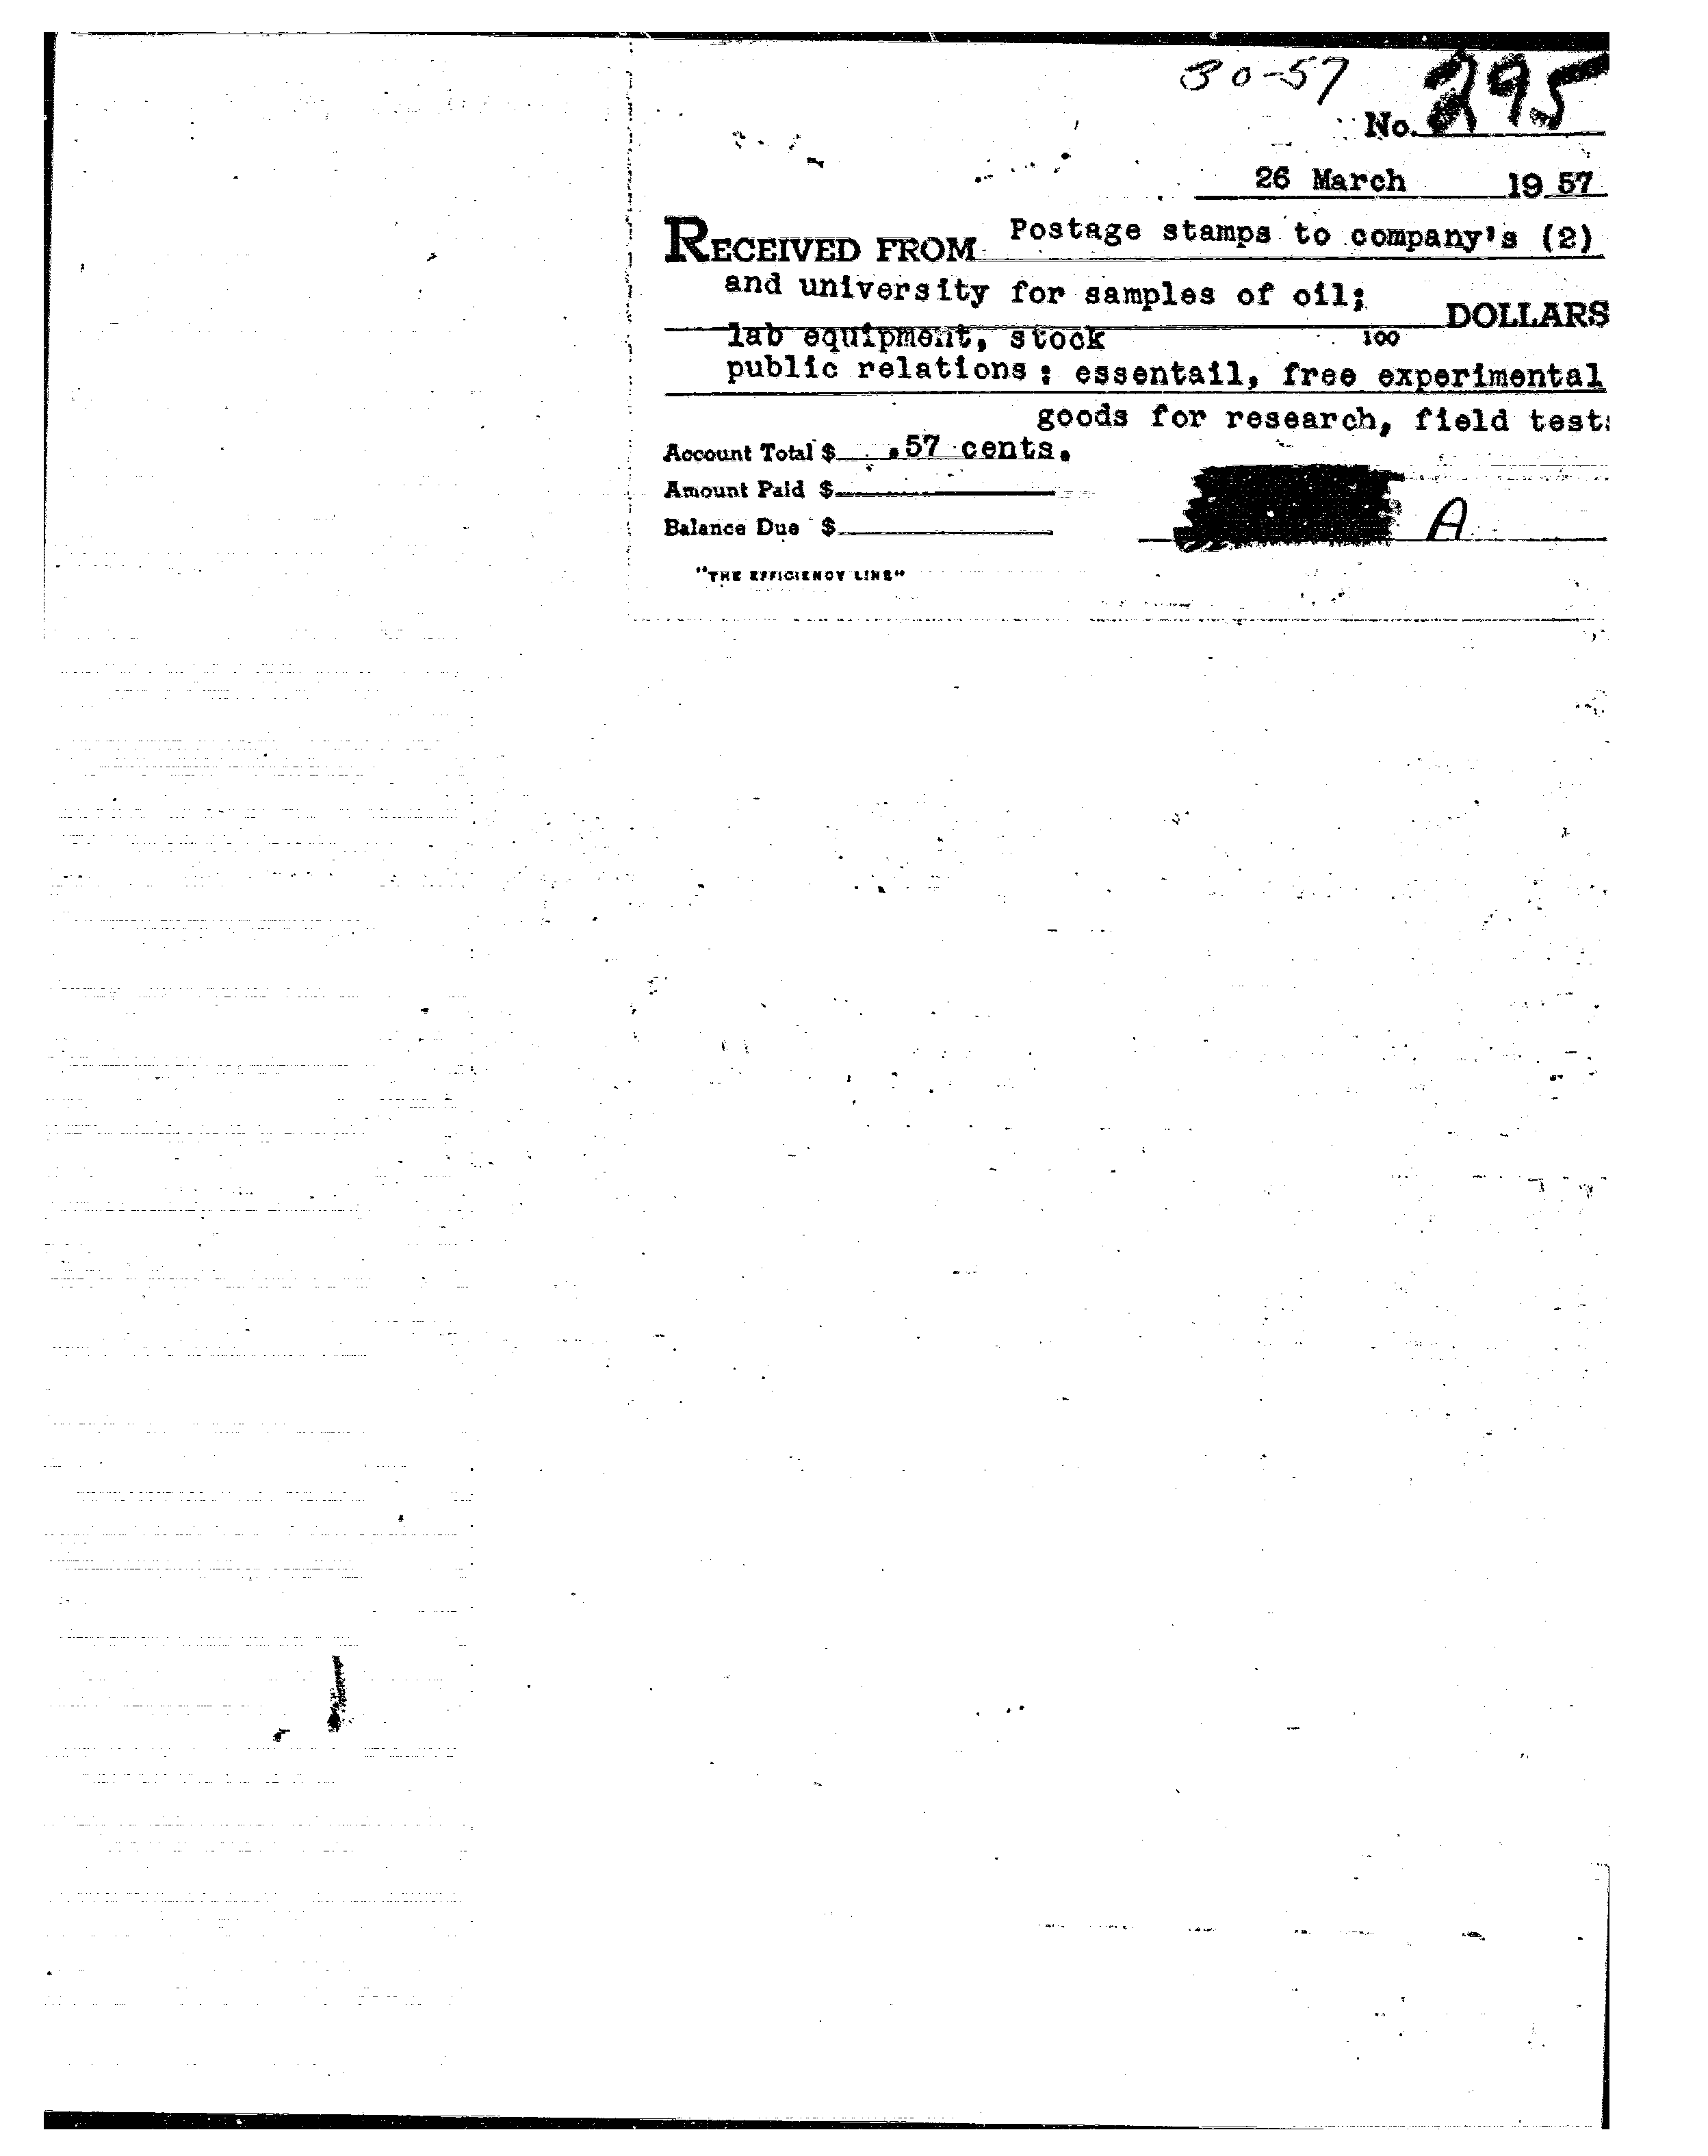 30-57
No. 295
26 March 19 57
RECEIVED FROM Postage stamps to company's (2)
and university for samples of oil;
DOLLARS
lab equipment, stock 100
public relations: essentail, free experimental
goods for research, field test
Account Total $ .57 cents.
Amount Paid $
Balance Due $
A
"THE EFFICIENCY LINE"